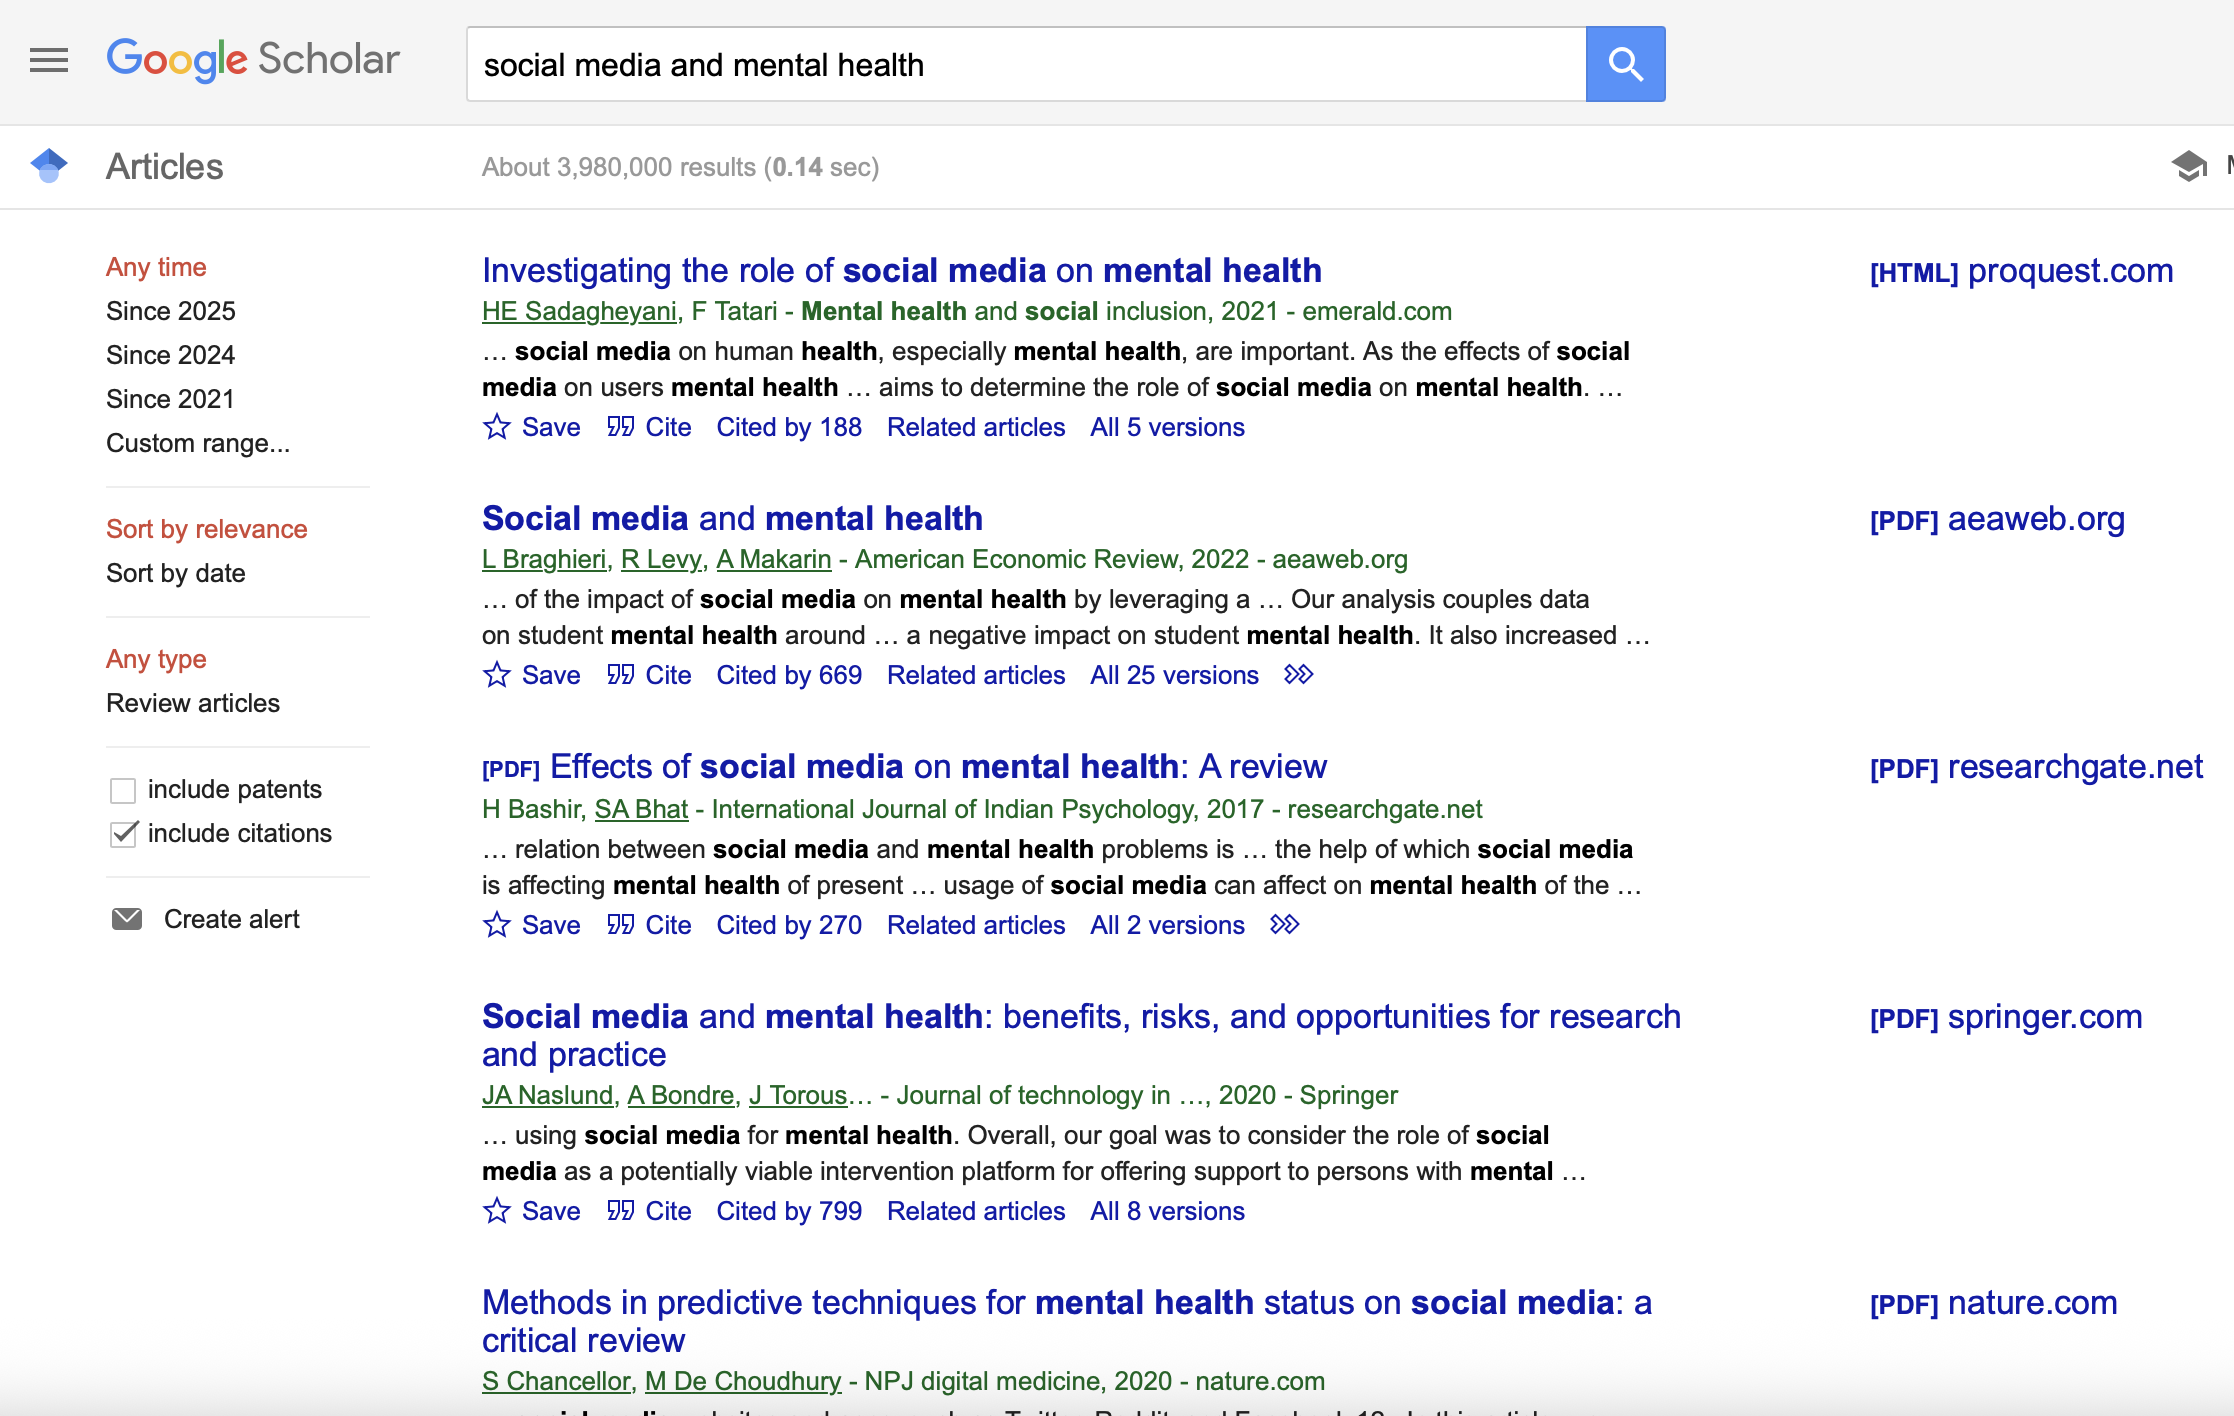 Google Scholar
social media and mental health
Articles
About 3,980,000 results (0.14 sec)
Any time
Since 2025
Since 2024
Since 2021
Custom range...
Sort by relevance
Sort by date
Any type
Review articles
include patents
include citations
Create alert
Investigating the role of social media on mental health
HE Sadagheyani, F Tatari - Mental health and social inclusion, 2021 - emerald.com
… social media on human health, especially mental health, are important. As the effects of social
media on users mental health … aims to determine the role of social media on mental health. …
Save Cite Cited by 188 Related articles All 5 versions
[HTML] proquest.com
Social media and mental health
L Braghieri, R Levy, A Makarin - American Economic Review, 2022 - aeaweb.org
… of the impact of social media on mental health by leveraging a … Our analysis couples data
on student mental health around … a negative impact on student mental health. It also increased …
Save Cite Cited by 669 Related articles All 25 versions
[PDF] aeaweb.org
[PDF] Effects of social media on mental health: A review
H Bashir, SA Bhat - International Journal of Indian Psychology, 2017 - researchgate.net
… relation between social media and mental health problems is … the help of which social media
is affecting mental health of present … usage of social media can affect on mental health of the …
Save Cite Cited by 270 Related articles All 2 versions
[PDF] researchgate.net
Social media and mental health: benefits, risks, and opportunities for research
and practice
JA Naslund, A Bondre, J Torous… - Journal of technology in …, 2020 - Springer
… using social media for mental health. Overall, our goal was to consider the role of social
media as a potentially viable intervention platform for offering support to persons with mental …
Save Cite Cited by 799 Related articles All 8 versions
[PDF] springer.com
Methods in predictive techniques for mental health status on social media: a
critical review
S Chancellor, M De Choudhury - NPJ digital medicine, 2020 - nature.com
[PDF] nature.com